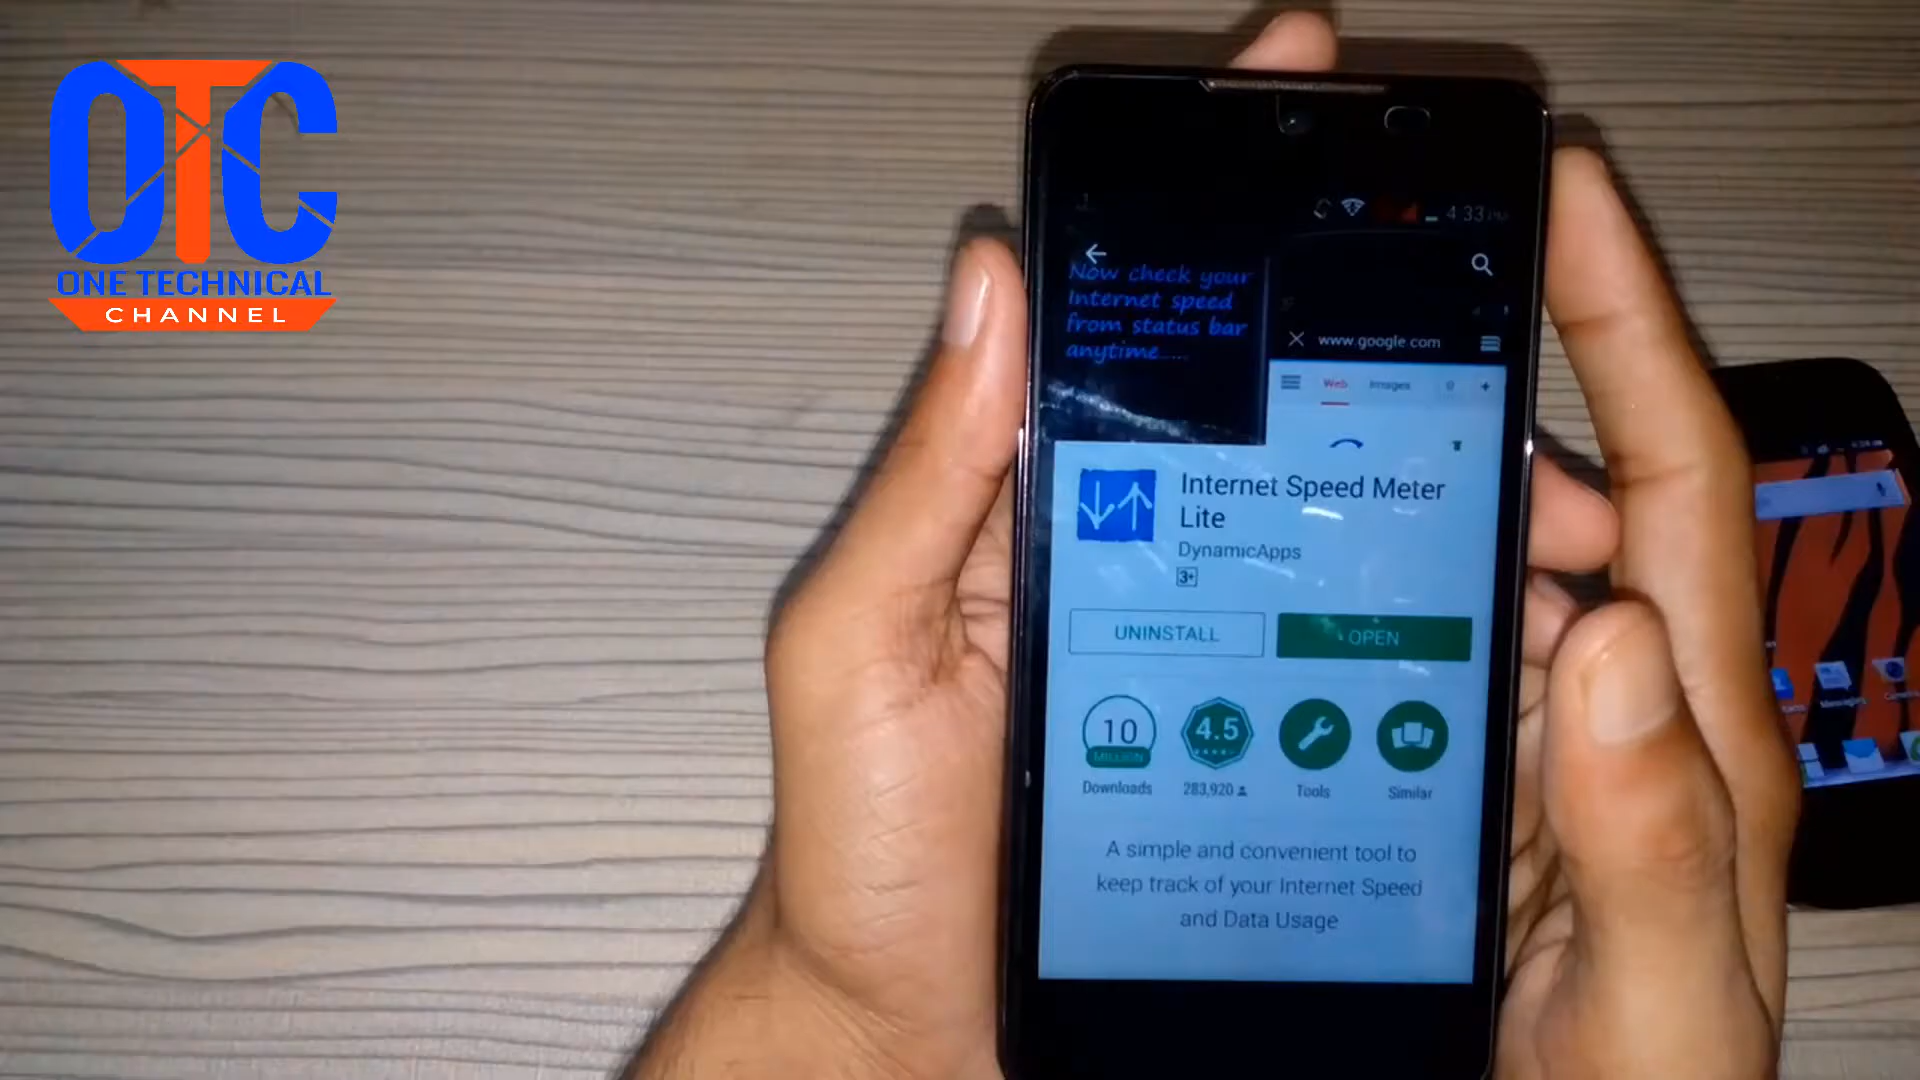 OTC
ONE TECHNICAL
CHANNEL
4:33
Now check your
Internet speed
from status bar
anytime.....
www.google.com
Web Images
Internet Speed Meter
Lite
DynamicApps
3+
UNINSTALL
OPEN
10
MILLION
Downloads
4.5
283,920
Tools
Similar
A simple and convenient tool to
keep track of your Internet Speed
and Data Usage
Messaging